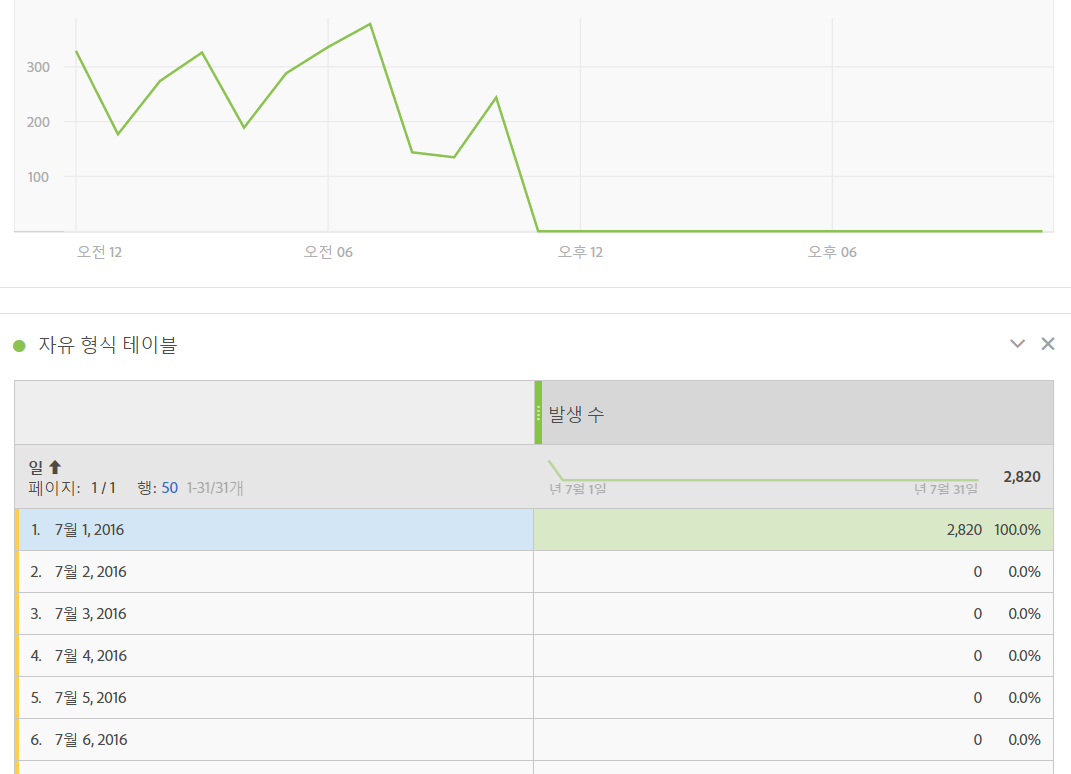 300
200
100
오전 12 오전 06 오후 12 오후 06
자유 형식 테이블
발생 수
일
페이지: 1 / 1 행: 50 1-31/31개
년 7월 1일 년 7월 31일
2,820
1. 7월 1, 2016 2,820 100.0%
2. 7월 2, 2016 0 0.0%
3. 7월 3, 2016 0 0.0%
4. 7월 4, 2016 0 0.0%
5. 7월 5, 2016 0 0.0%
6. 7월 6, 2016 0 0.0%